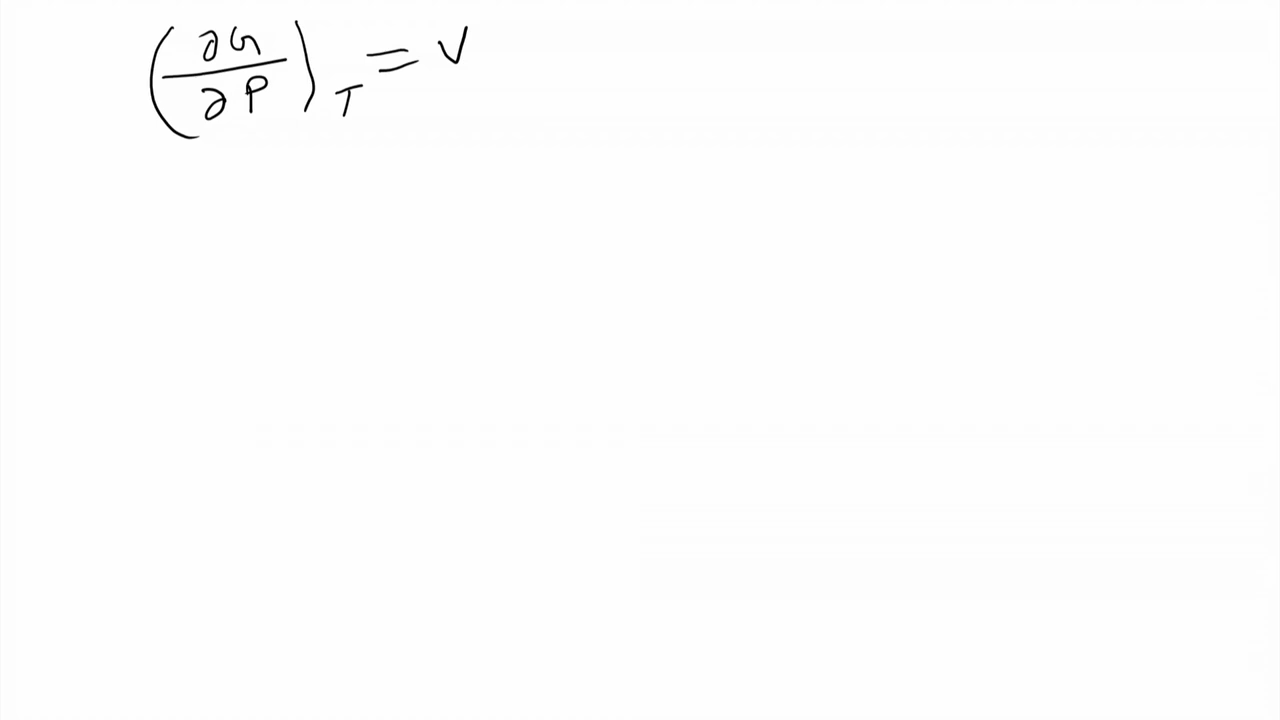 (∂G/∂P)_T = V